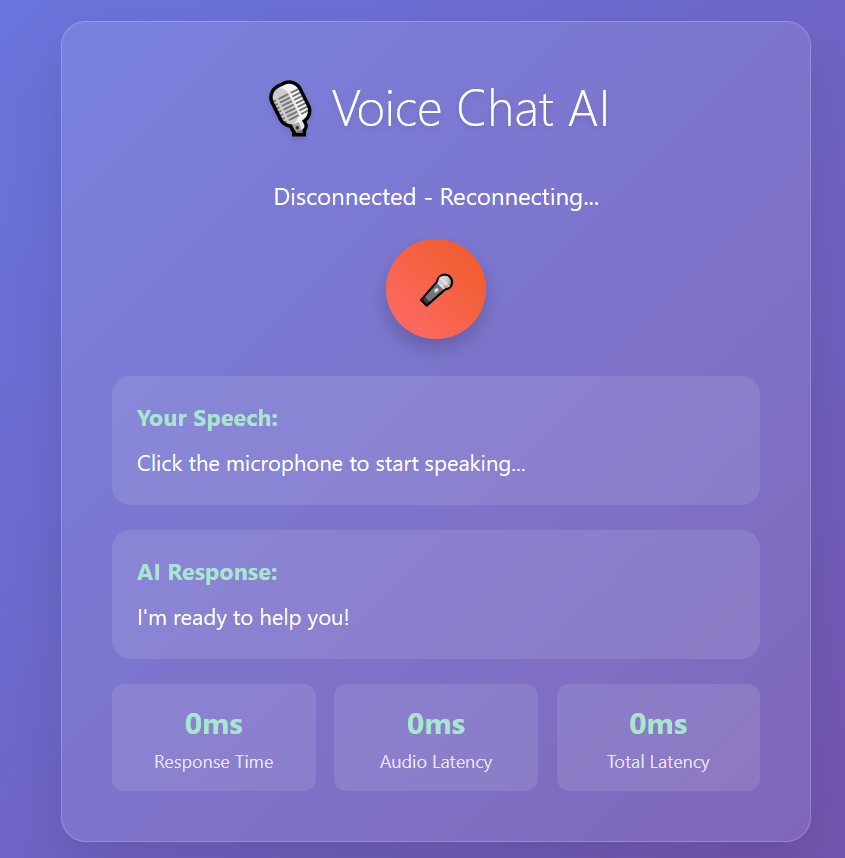 Voice Chat AI
Disconnected - Reconnecting...
Your Speech:
Click the microphone to start speaking...
AI Response:
I'm ready to help you!
0ms
Response Time
0ms
Audio Latency
0ms
Total Latency